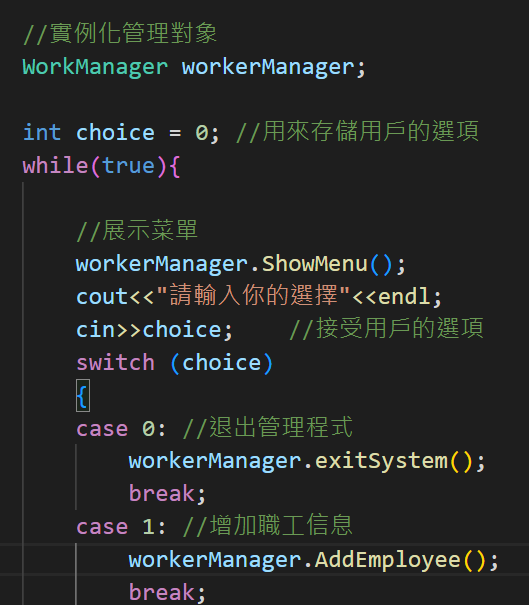 //實例化管理對象
WorkManager workerManager;
int choice = 0; //用來存儲用戶的選項
while(true){
//展示菜單
workerManager.ShowMenu();
cout<<"請輸入你的選擇"<<endl;
cin>>choice; //接受用戶的選項
switch (choice)
{
case 0: //退出管理程式
workerManager.exitSystem();
break;
case 1: //增加職工信息
workerManager.AddEmployee();
break;